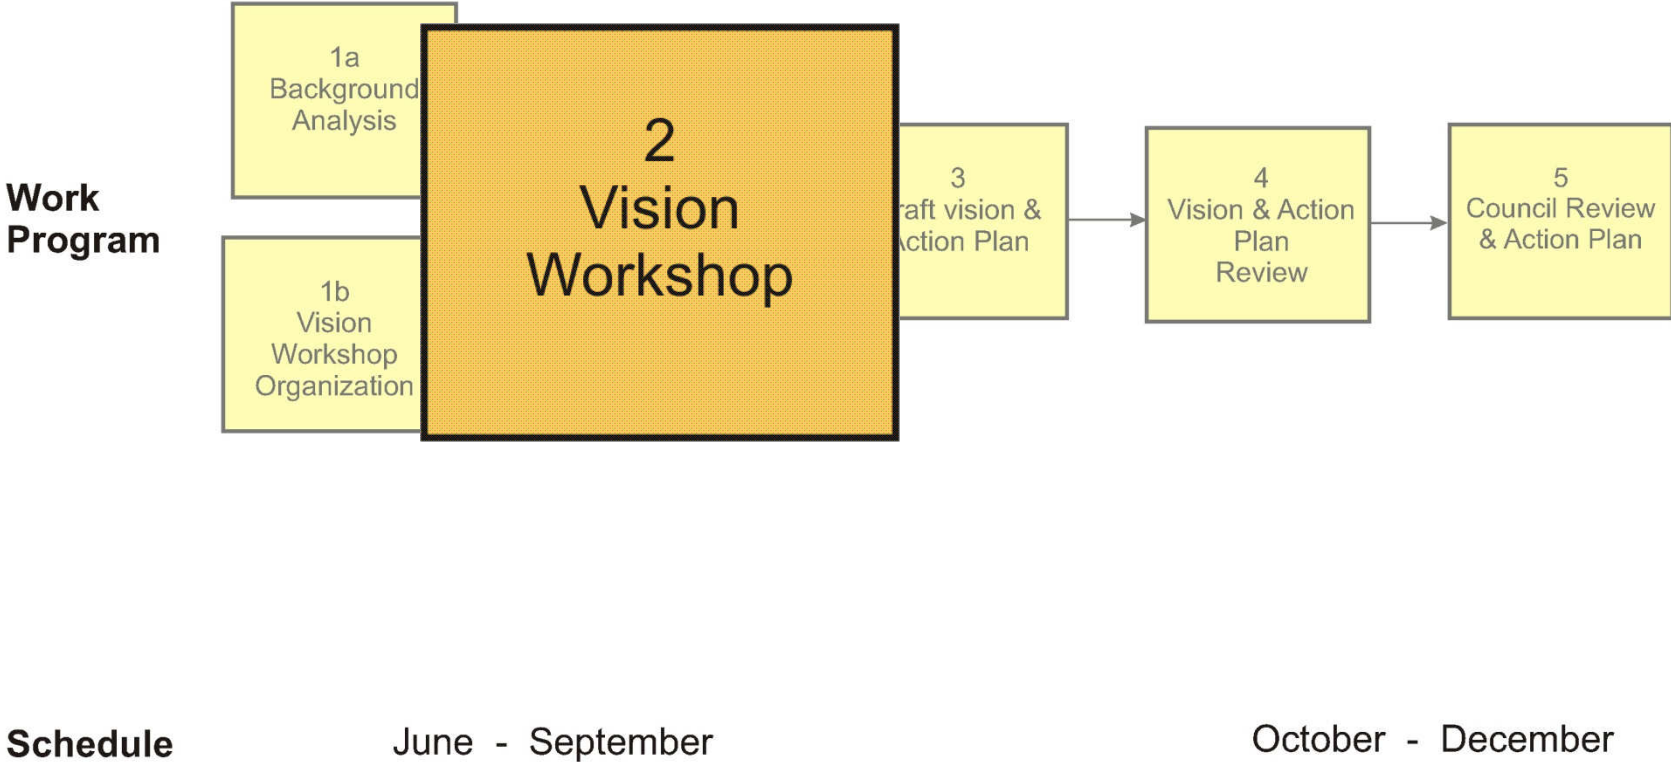 Work
Program
1a
Background
Analysis
1b
Vision
Workshop
Organization
2
Vision
Workshop
3
raft vision &
ction Plan
4
Vision & Action
Plan
Review
5
Council Review
& Action Plan
Schedule
June - September
October - December